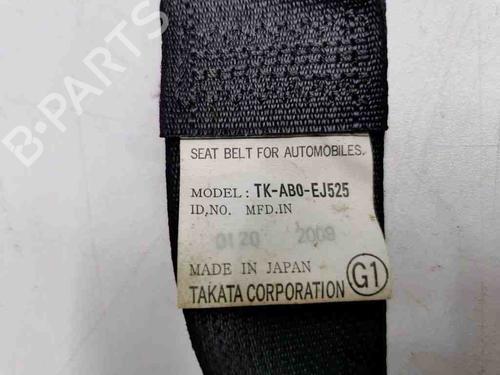 B-PARTS
SEAT BELT FOR AUTOMOBILES.
MODEL: TK-AB0-EJ525
ID,NO. MFD.IN
0120 2009
MADE IN JAPAN
TAKATA CORPORATION G1